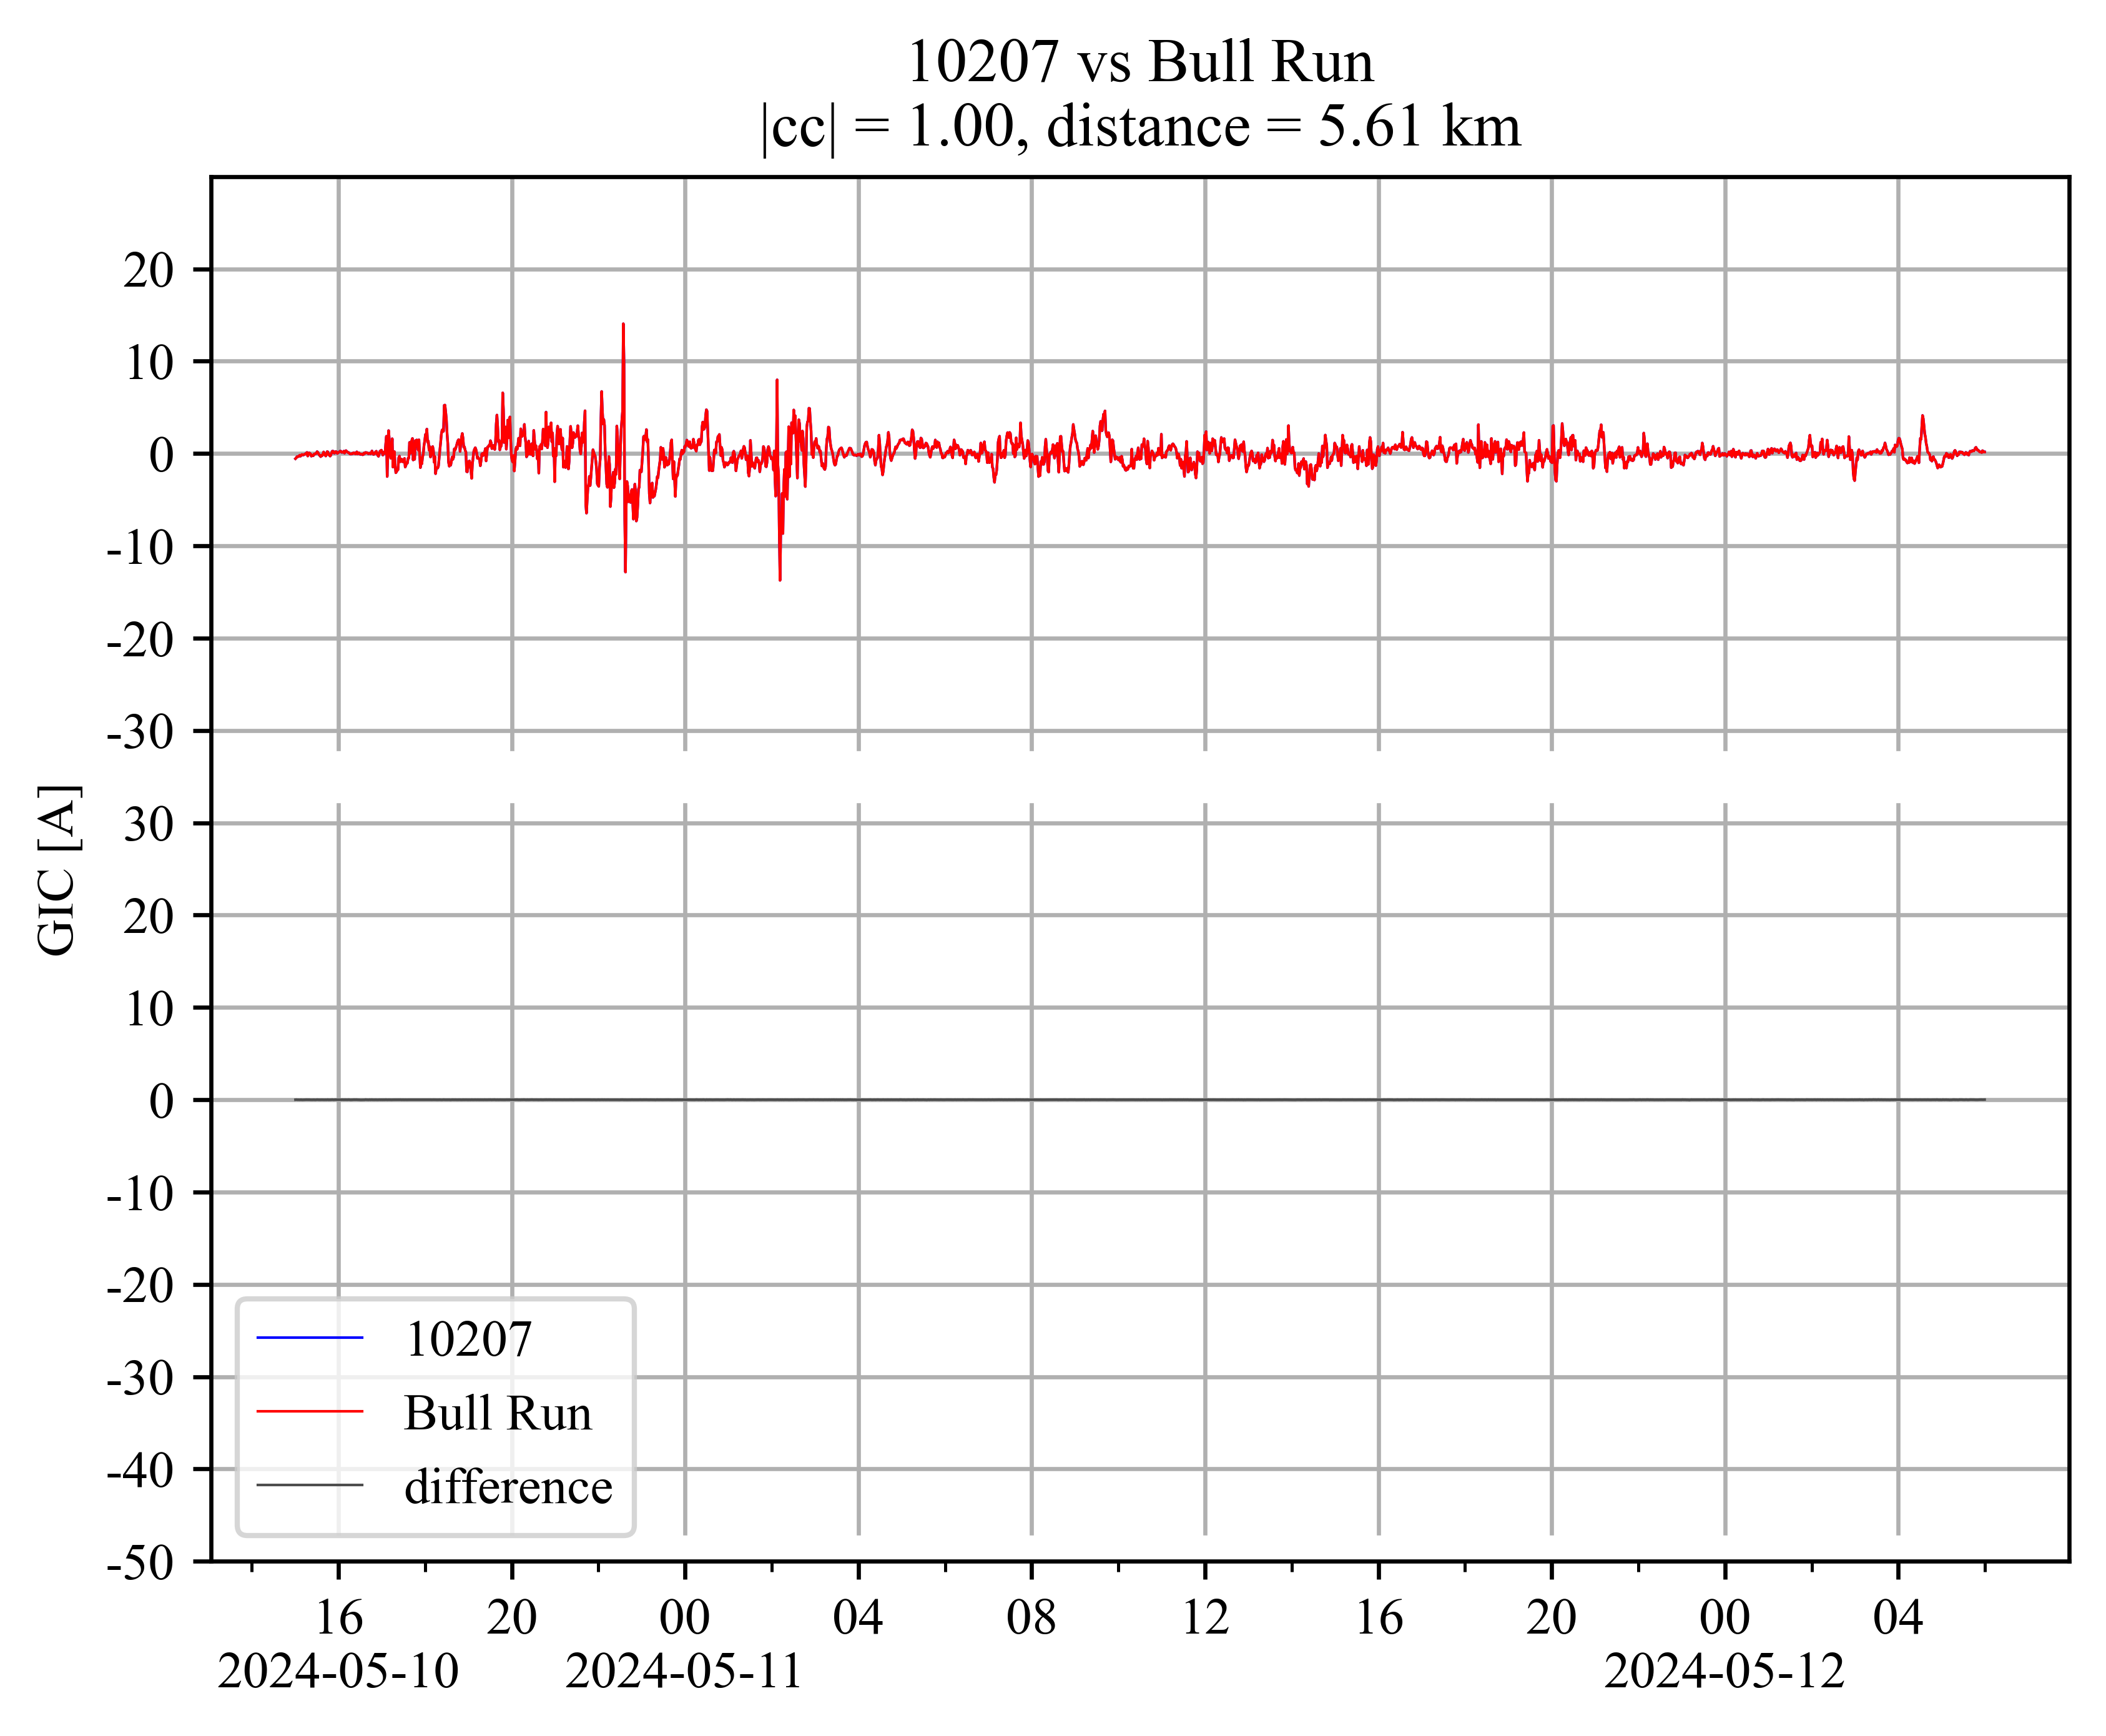 10207 vs Bull Run
|cc| = 1.00, distance = 5.61 km
20
10
0
-10
-20
-30
30
20
10
0
-10
-20
-30
-40
-50
GIC [A]
10207
Bull Run
difference
16 20 00 04 08 12 16 20 00 04
2024-05-10 2024-05-11 2024-05-12